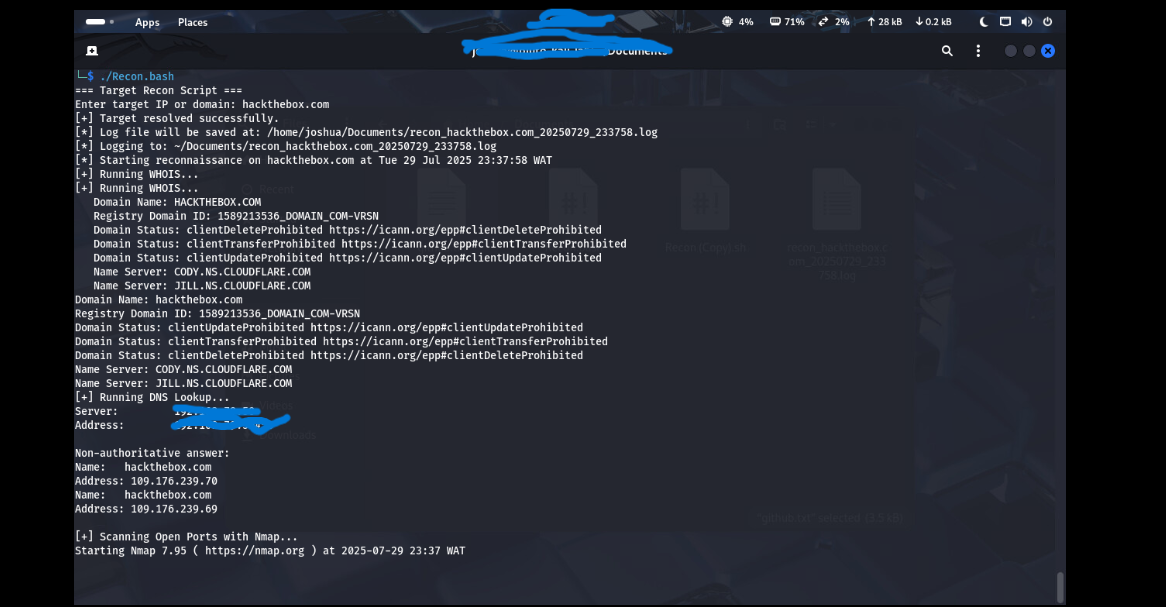 Apps Places 4% 71% 2% 28 kB 0.2 kB
Documents
└─$ ./Recon.bash
=== Target Recon Script ===
Enter target IP or domain: hackthebox.com
[+] Target resolved successfully.
[*] Log file will be saved at: /home/joshua/Documents/recon_hackthebox.com_20250729_233758.log
[*] Logging to: ~/Documents/recon_hackthebox.com_20250729_233758.log
[*] Starting reconnaissance on hackthebox.com at Tue 29 Jul 2025 23:37:58 WAT
[+] Running WHOIS...
[+] Running WHOIS...
Domain Name: HACKTHEBOX.COM
Registry Domain ID: 1589213536_DOMAIN_COM-VRSN
Domain Status: clientDeleteProhibited https://icann.org/epp#clientDeleteProhibited
Domain Status: clientTransferProhibited https://icann.org/epp#clientTransferProhibited
Domain Status: clientUpdateProhibited https://icann.org/epp#clientUpdateProhibited
Name Server: CODY.NS.CLOUDFLARE.COM
Name Server: JILL.NS.CLOUDFLARE.COM
Domain Name: hackthebox.com
Registry Domain ID: 1589213536_DOMAIN_COM-VRSN
Domain Status: clientUpdateProhibited https://icann.org/epp#clientUpdateProhibited
Domain Status: clientTransferProhibited https://icann.org/epp#clientTransferProhibited
Domain Status: clientDeleteProhibited https://icann.org/epp#clientDeleteProhibited
Name Server: CODY.NS.CLOUDFLARE.COM
Name Server: JILL.NS.CLOUDFLARE.COM
[+] Running DNS Lookup...
Server:
Address:
Non-authoritative answer:
Name: hackthebox.com
Address: 109.176.239.70
Name: hackthebox.com
Address: 109.176.239.69
[+] Scanning Open Ports with Nmap...
Starting Nmap 7.95 ( https://nmap.org ) at 2025-07-29 23:37 WAT
Recent
Recon (Copy).sh
Downloads